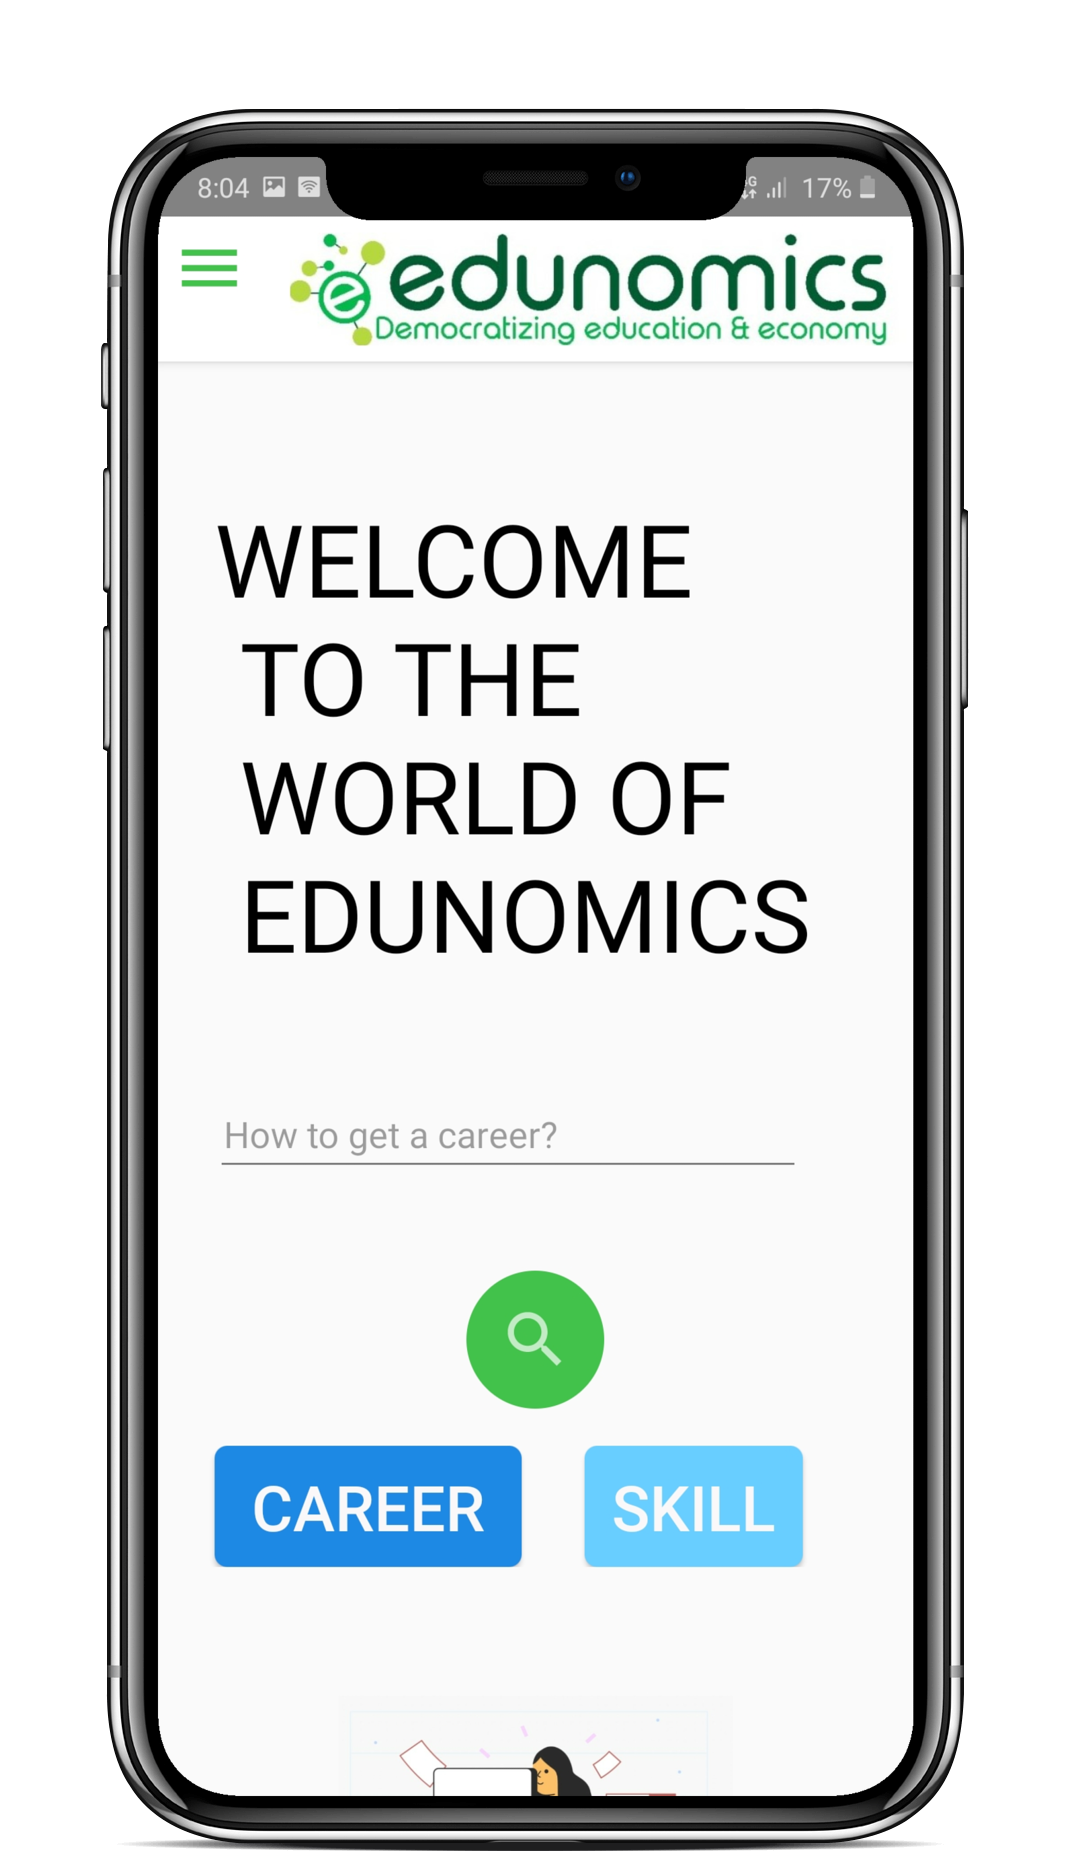 8:04 G 17%
edunomics
Democratizing education & economy
WELCOME
TO THE
WORLD OF
EDUNOMICS
How to get a career?
CAREER SKILL